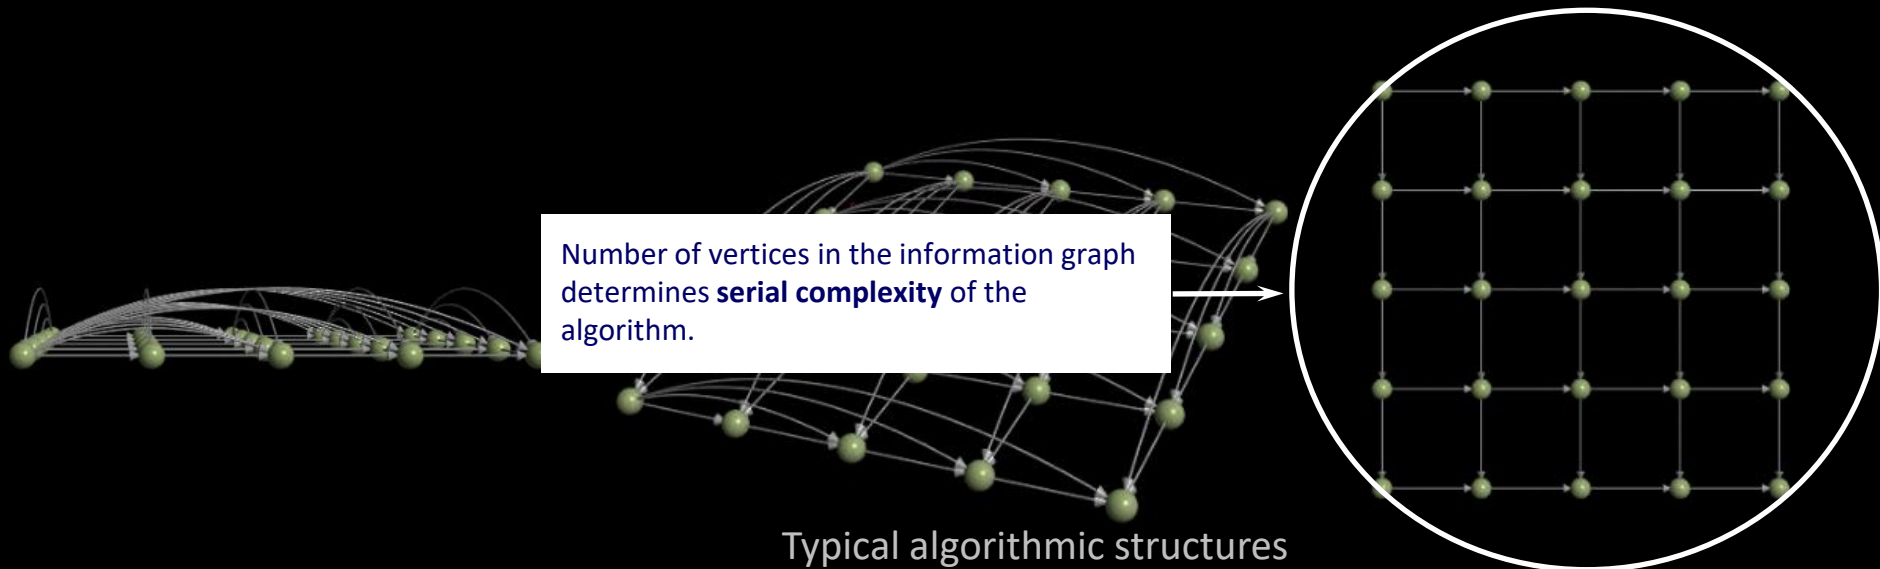 Number of vertices in the information graph
determines serial complexity of the
algorithm.
Typical algorithmic structures